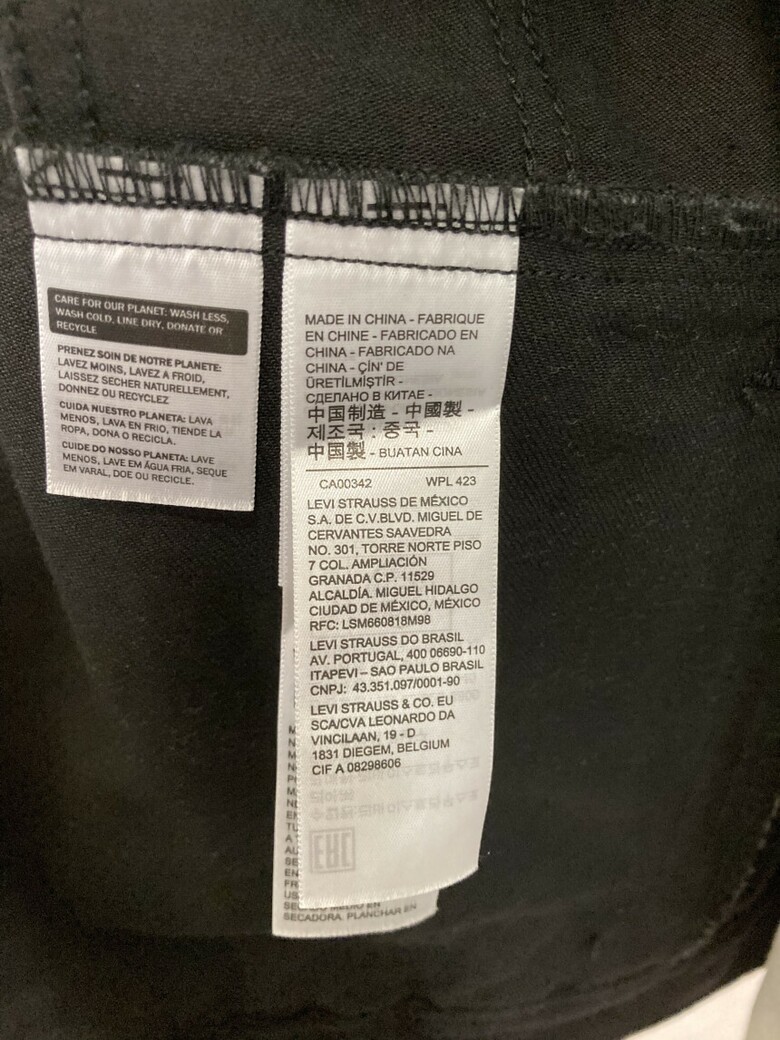 CARE FOR OUR PLANET: WASH LESS,
WASH COLD, LINE DRY, DONATE OR
RECYCLE
PRENEZ SOIN DE NOTRE PLANETE:
LAVEZ MOINS, LAVEZ A FROID,
LAISSEZ SECHER NATURELLEMENT,
DONNEZ OU RECYCLEZ
CUIDA NUESTRO PLANETA: LAVA
MENOS, LAVA EN FRIO, TIENDE LA
ROPA, DONA O RECICLA.
CUIDE DO NOSSO PLANETA: LAVE
MENOS, LAVE EM ÁGUA FRIA, SEQUE
EM VARAL, DOE OU RECICLE.
MADE IN CHINA - FABRIQUE
EN CHINE - FABRICADO EN
CHINA - FABRICADO NA
CHINA - ÇİN' DE
ÜRETİLMİŞTİR -
СДЕЛАНО В КИТАЕ -
中国制造 - 中國製 -
제조국 : 중국 -
中国製 - BUATAN CINA
CA00342 WPL 423
LEVI STRAUSS DE MÉXICO
S.A. DE C.V.BLVD. MIGUEL DE
CERVANTES SAAVEDRA
NO. 301, TORRE NORTE PISO
7 COL. AMPLIACIÓN
GRANADA C.P. 11529
ALCALDÍA. MIGUEL HIDALGO
CIUDAD DE MÉXICO, MÉXICO
RFC: LSM660818M98
LEVI STRAUSS DO BRASIL
AV. PORTUGAL, 400 06690-110
ITAPEVI – SAO PAULO BRASIL
CNPJ: 43.351.097/0001-90
LEVI STRAUSS & CO. EU
SCA/CVA LEONARDO DA
VINCILAAN, 19 - D
1831 DIEGEM, BELGIUM
CIF A 08298606
SECADO MEDIO EN
SECADORA. PLANCHAR EN